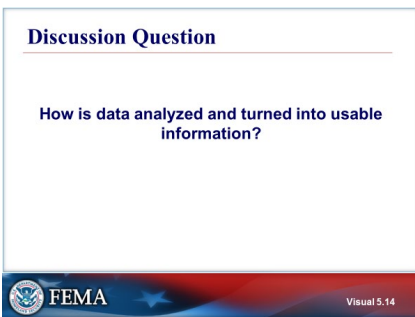 Discussion Question
How is data analyzed and turned into usable
information?
FEMA
Visual 5.14